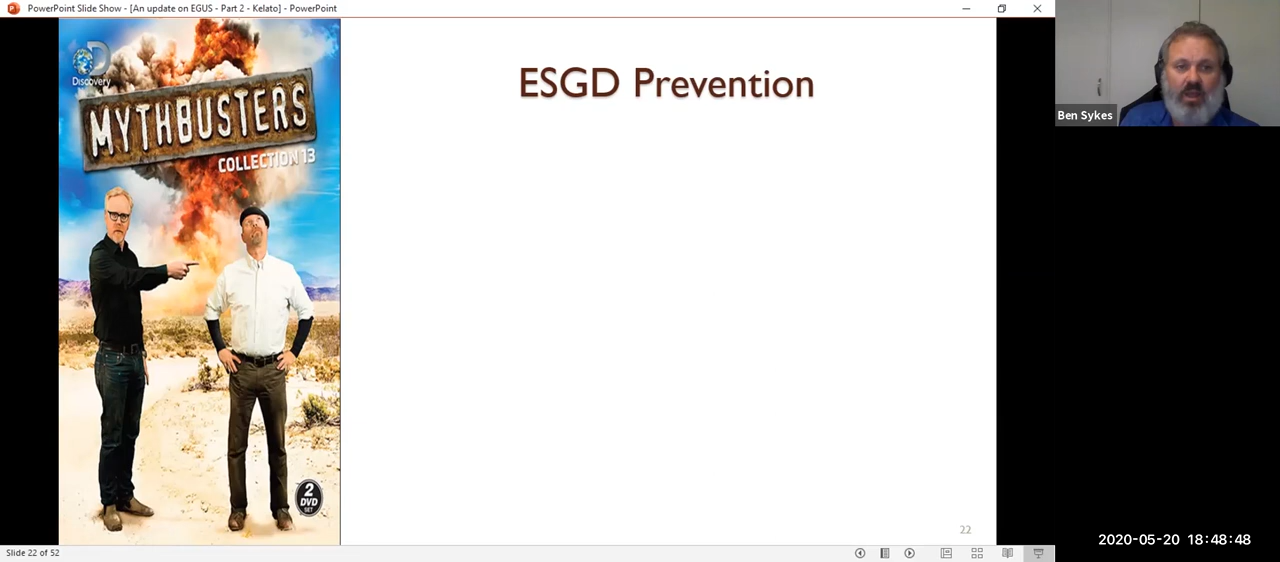 PowerPoint Slide Show - [An update on EGUS - Part 2 - Kelato] - PowerPoint
Discovery
MYTHBUSTERS
COLLECTION 13
2
DVD
SET
ESGD Prevention
22
Ben Sykes
2020-05-20 18:48:48
Slide 22 of 52